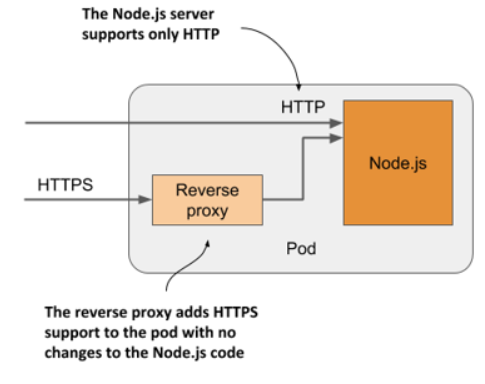 The Node.js server
supports only HTTP
HTTP
Node.js
HTTPS
Reverse
proxy
Pod
The reverse proxy adds HTTPS
support to the pod with no
changes to the Node.js code